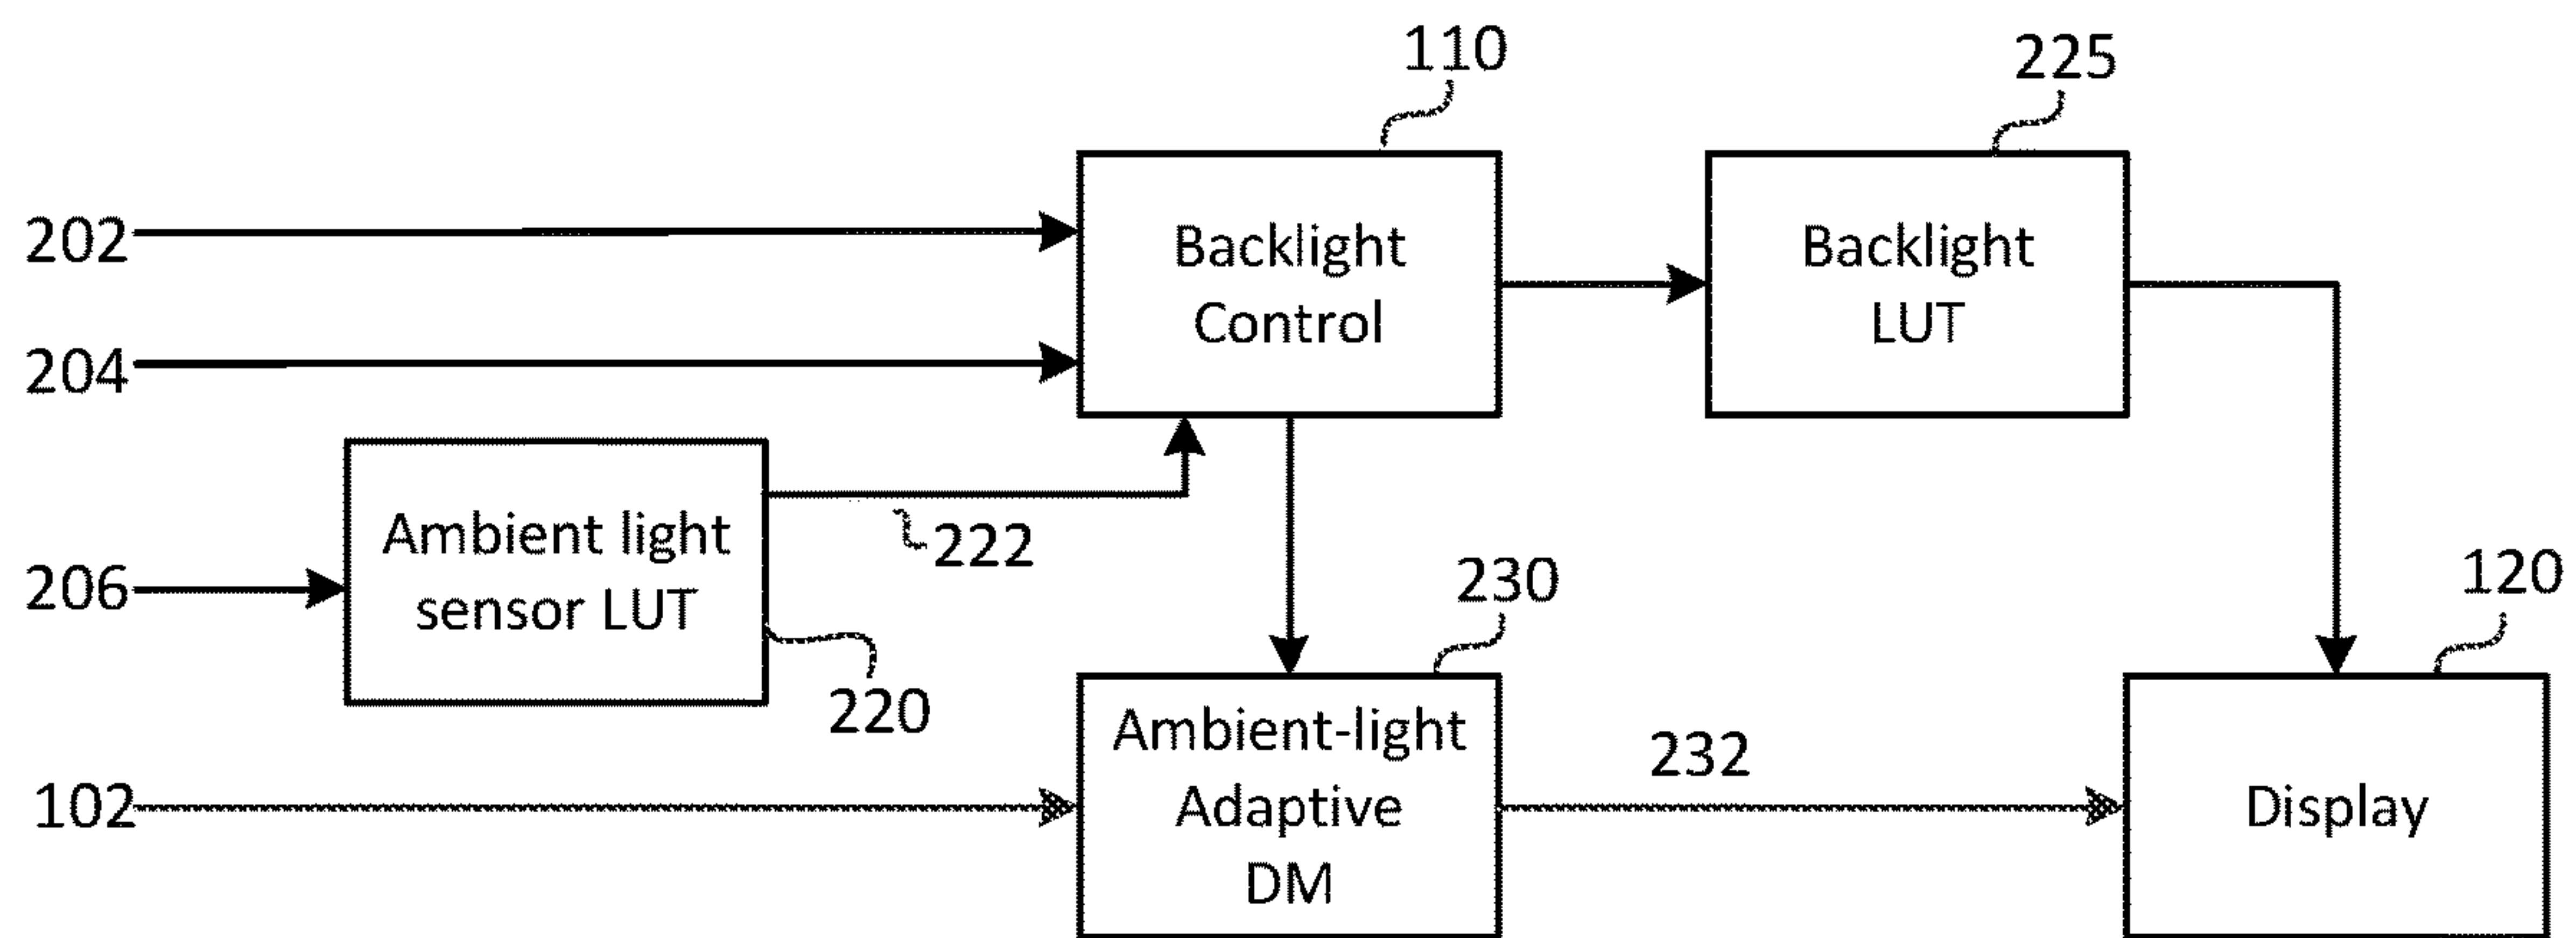 110
225
202
Backlight
Control
Backlight
LUT
204
Ambient light
sensor LUT
222
206
230
120
220
Ambient-light
Adaptive
DM
232
102
Display